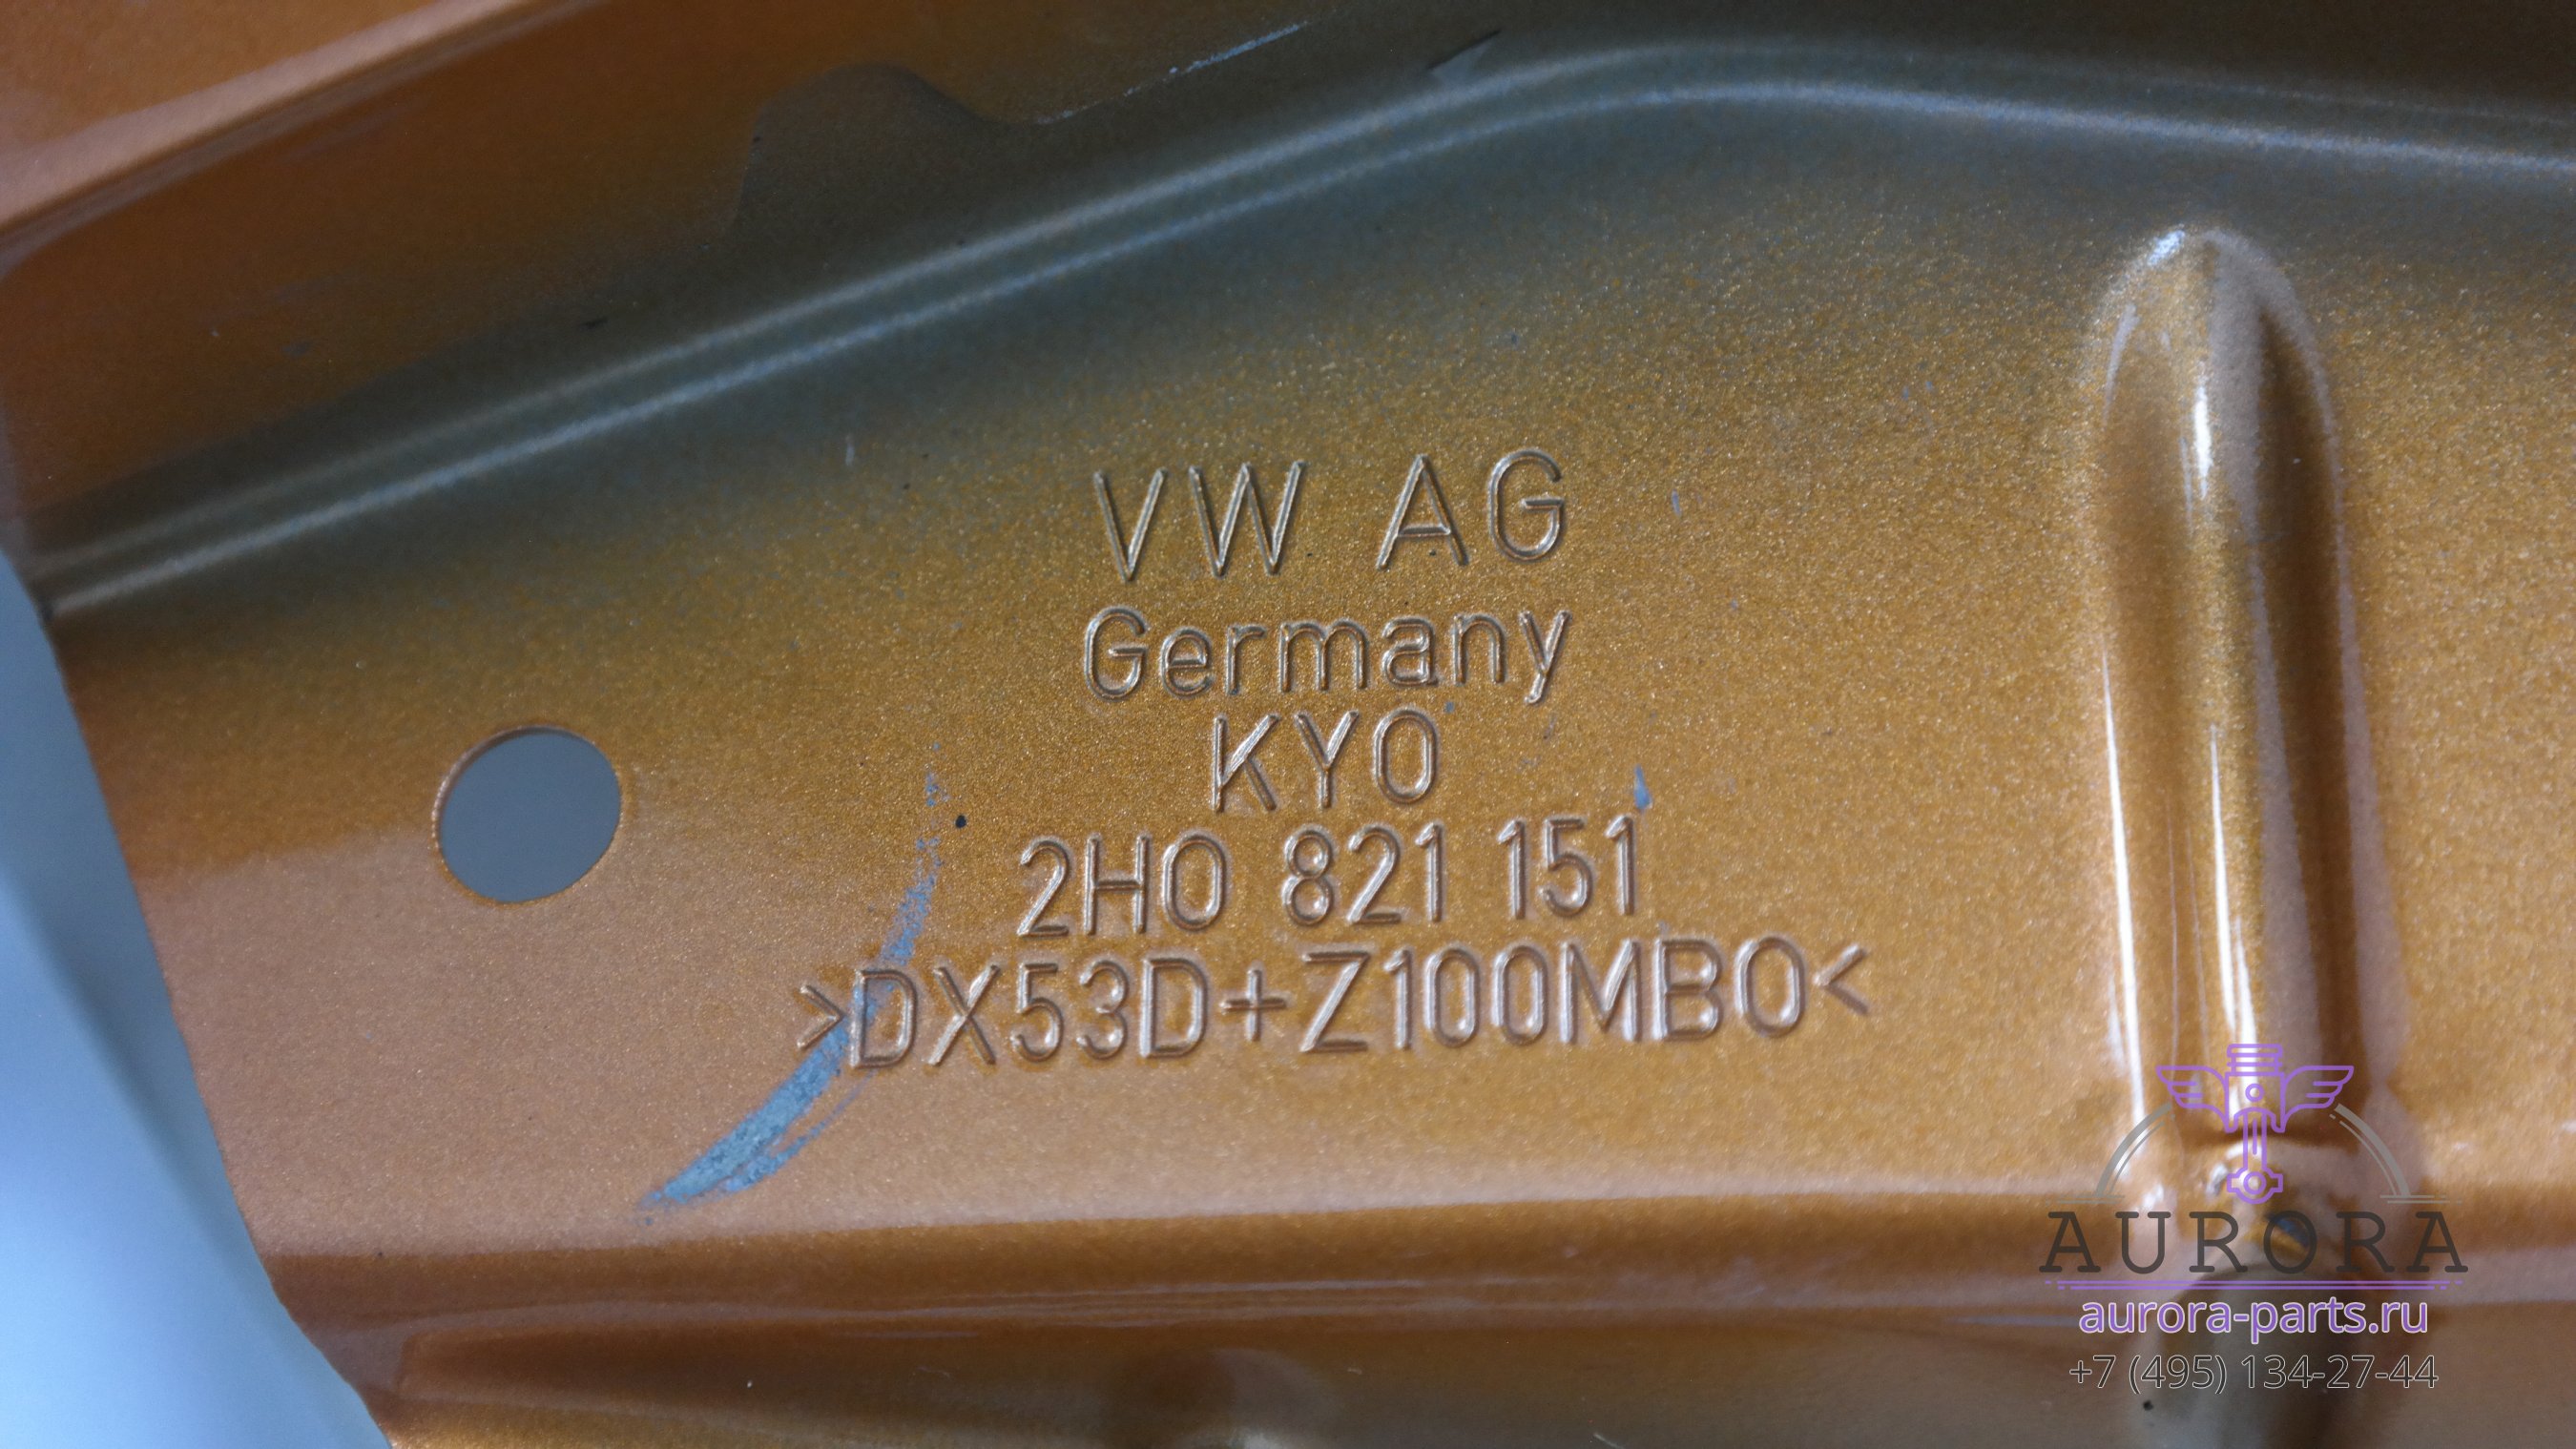 VW AG
Germany
KYO
2H0 821 151
>DX53D+Z100MBO<
AURORA
aurora-parts.ru
+7 (495) 134-27-44